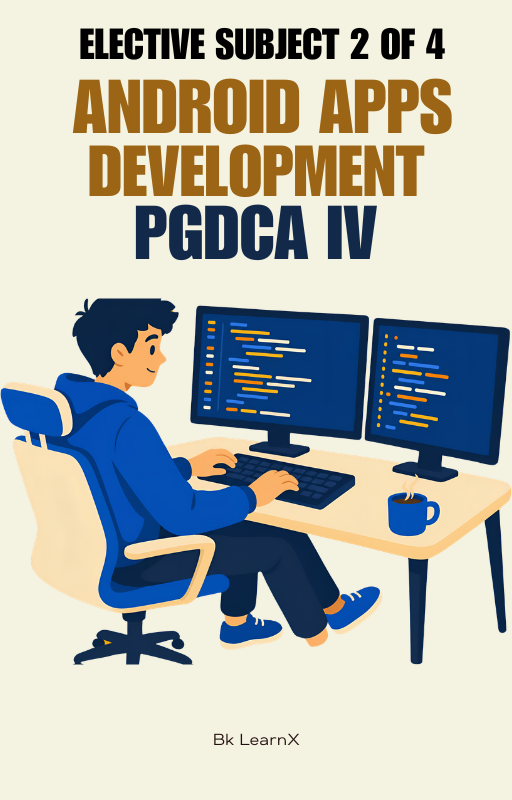 ELECTIVE SUBJECT 2 OF 4
ANDROID APPS
DEVELOPMENT
PGDCA IV
Bk LearnX